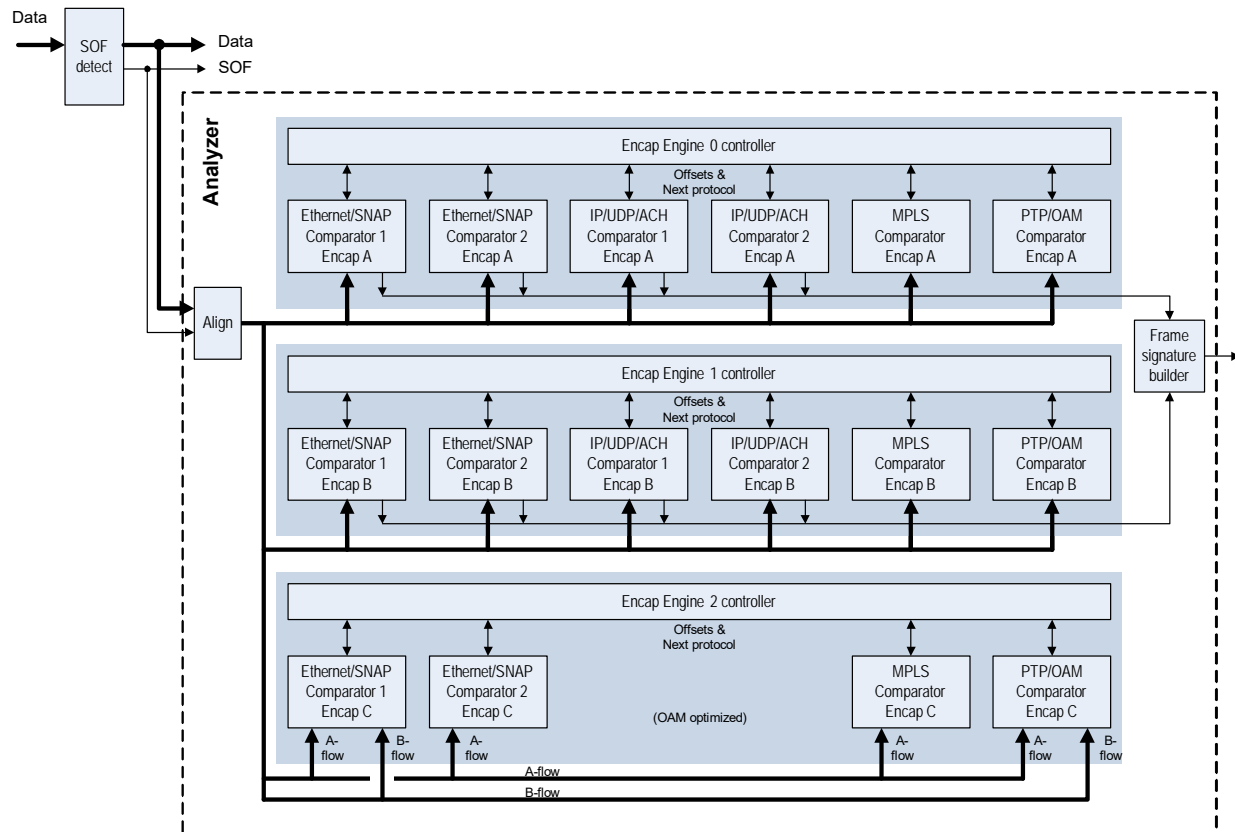 Data
SOF
detect
Data
SOF
Analyzer
Encap Engine 0 controller
Offsets &
Next protocol
Ethernet/SNAP
Comparator 1
Encap A
Ethernet/SNAP
Comparator 2
Encap A
IP/UDP/ACH
Comparator 1
Encap A
IP/UDP/ACH
Comparator 2
Encap A
MPLS
Comparator
Encap A
PTP/OAM
Comparator
Encap A
Align
Frame
signature
builder
Encap Engine 1 controller
Offsets &
Next protocol
Ethernet/SNAP
Comparator 1
Encap B
Ethernet/SNAP
Comparator 2
Encap B
IP/UDP/ACH
Comparator 1
Encap B
IP/UDP/ACH
Comparator 2
Encap B
MPLS
Comparator
Encap B
PTP/OAM
Comparator
Encap B
Encap Engine 2 controller
Offsets &
Next protocol
Ethernet/SNAP
Comparator 1
Encap C
Ethernet/SNAP
Comparator 2
Encap C
(OAM optimized)
MPLS
Comparator
Encap C
PTP/OAM
Comparator
Encap C
A-
flow
B-
flow
A-
flow
A-
flow
A-
flow
B-
flow
A-flow
B-flow